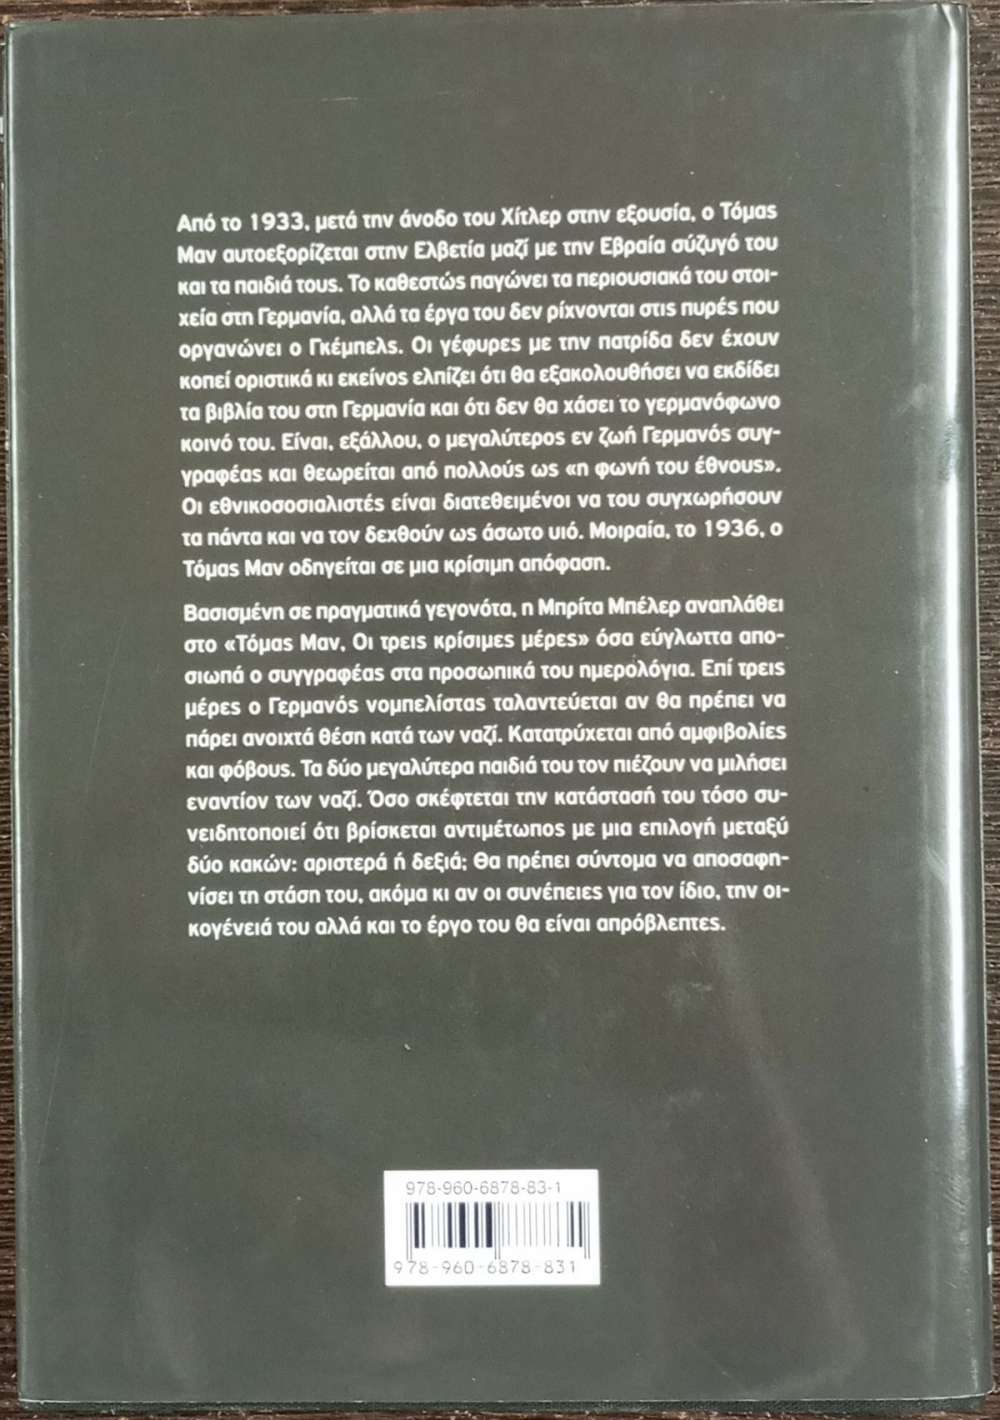 Από το 1933, μετά την άνοδο του Χίτλερ στην εξουσία, ο Τόμας
Μαν αυτοεξορίζεται στην Ελβετία μαζί με την Εβραία σύζυγό του
και τα παιδιά τους. Το καθεστώς παγώνει τα περιουσιακά του στοι-
χεία στη Γερμανία, αλλά τα έργα του δεν ρίχνονται στις πυρές που
οργανώνει ο Γκέμπελς. Οι γέφυρες με την πατρίδα δεν έχουν
κοπεί οριστικά κι εκείνος ελπίζει ότι θα εξακολουθήσει να εκδίδει
τα βιβλία του στη Γερμανία και ότι δεν θα χάσει το γερμανόφωνο
κοινό του. Είναι, εξάλλου, ο μεγαλύτερος εν ζωή Γερμανός συγ-
γραφέας και θεωρείται από πολλούς ως «η φωνή του έθνους».
Οι εθνικοσοσιαλιστές είναι διατεθειμένοι να του συγχωρήσουν
τα πάντα και να τον δεχθούν ως άσωτο υιό. Μοιραία, το 1936, ο
Τόμας Μαν οδηγείται σε μια κρίσιμη απόφαση.
Βασισμένη σε πραγματικά γεγονότα, η Μπρίτα Μπέλερ αναπλάθει
στο «Τόμας Μαν, Οι τρεις κρίσιμες μέρες» όσα εύγλωττα απο-
σιωπά ο συγγραφέας στα προσωπικά του ημερολόγια. Επί τρεις
μέρες ο Γερμανός νομπελίστας ταλαντεύεται αν θα πρέπει να
πάρει ανοιχτά θέση κατά των ναζί. Κατατρύχεται από αμφιβολίες
και φόβους. Τα δύο μεγαλύτερα παιδιά του τον πιέζουν να μιλήσει
εναντίον των ναζί. Όσο σκέφτεται την κατάστασή του τόσο συ-
νειδητοποιεί ότι βρίσκεται αντιμέτωπος με μια επιλογή μεταξύ
δύο κακών: αριστερά ή δεξιά; Θα πρέπει σύντομα να αποσαφη-
νίσει τη στάση του, ακόμα κι αν οι συνέπειες για τον ίδιο, την οι-
κογένειά του αλλά και το έργο του θα είναι απρόβλεπτες.
978-960-6878-83-1
978-960-6878-831